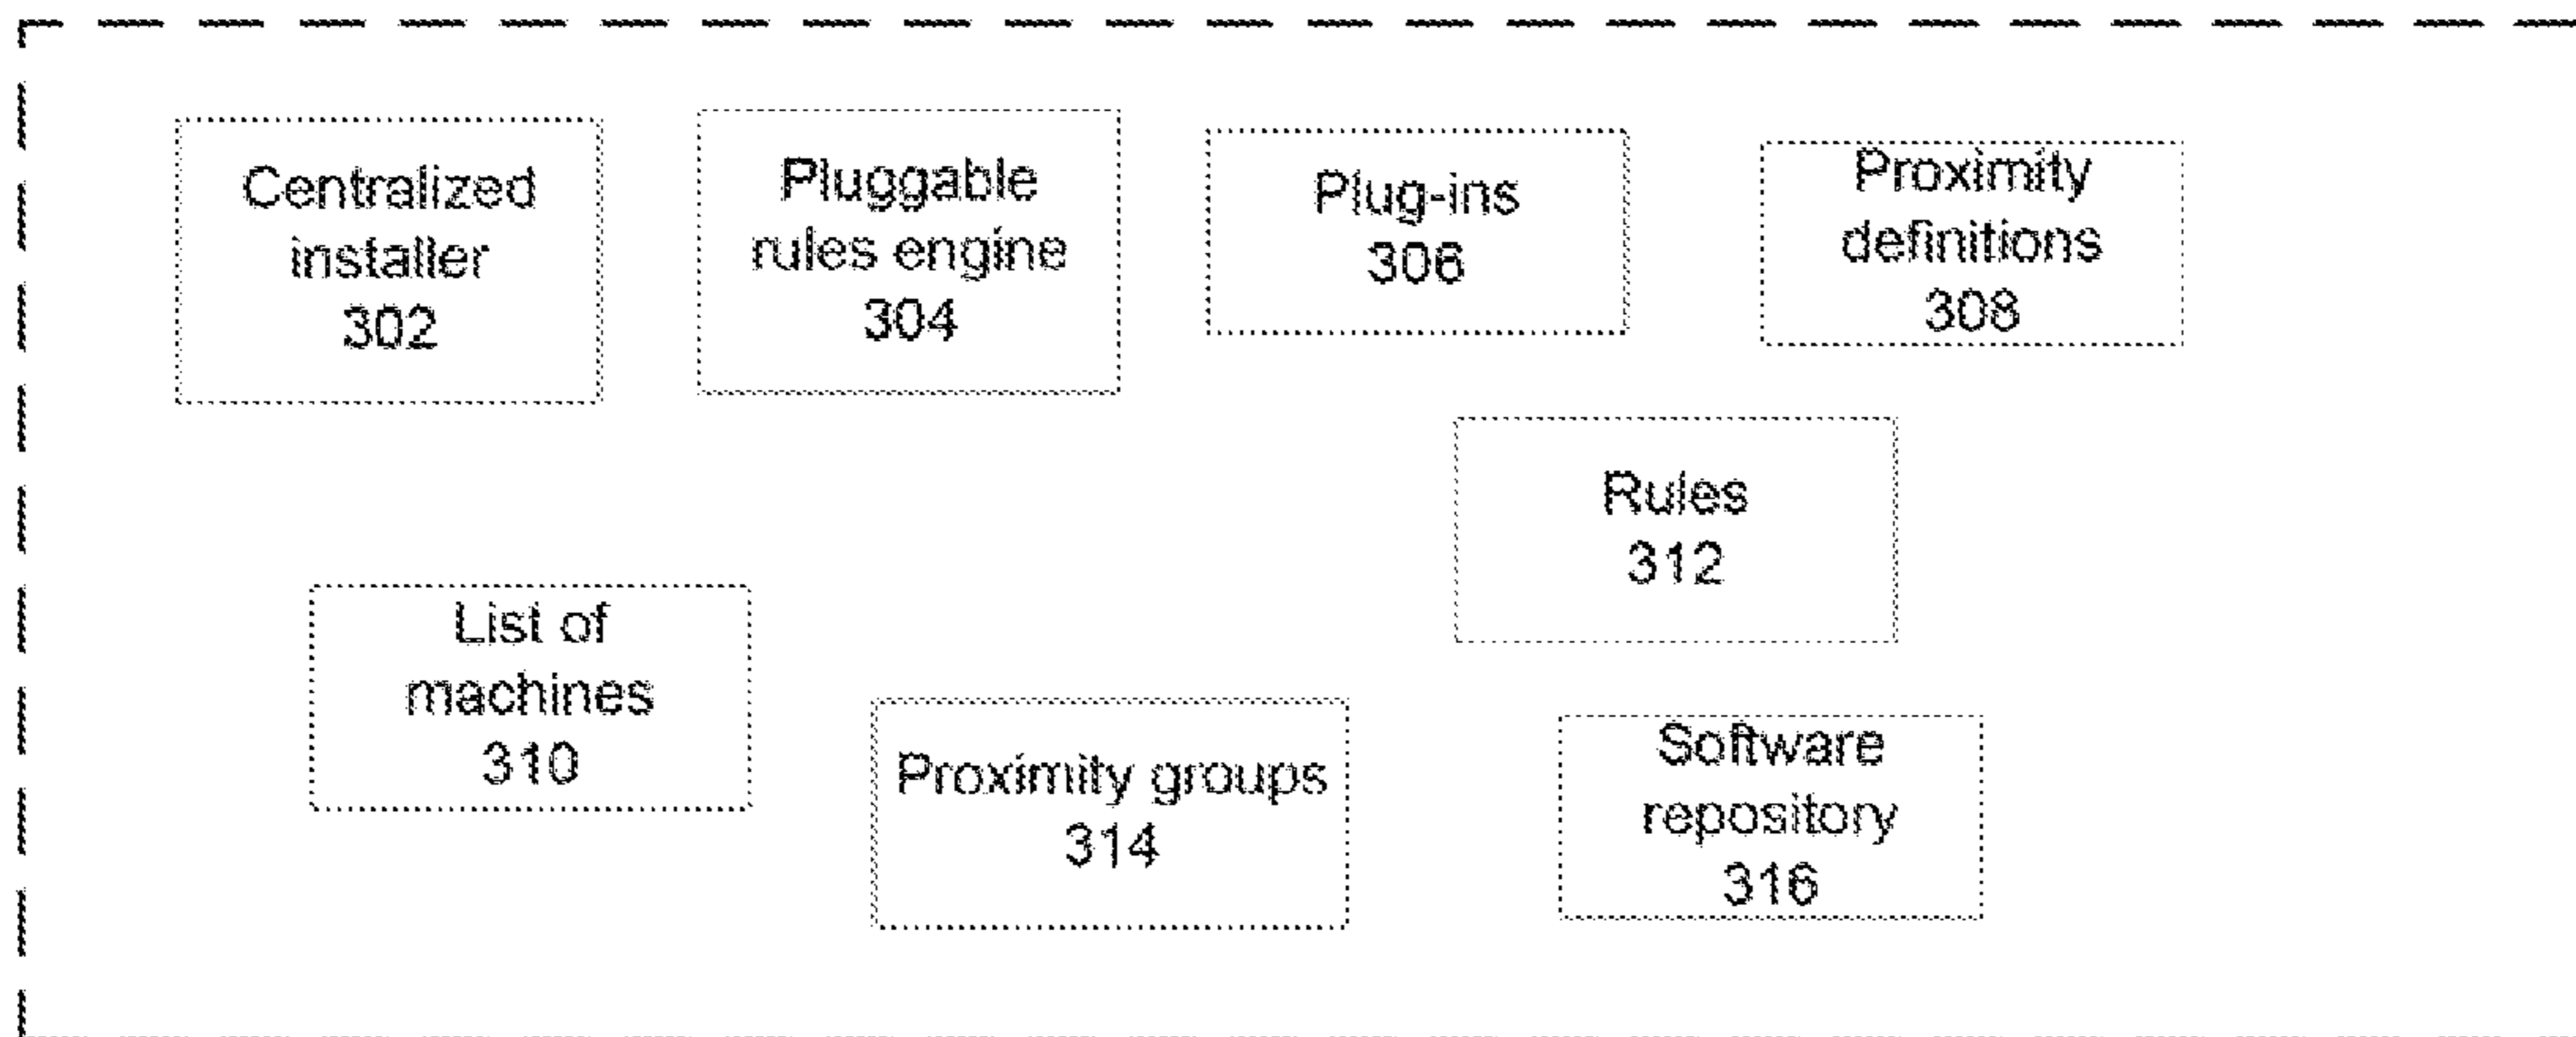 Centralized
installer
302
Pluggable
rules engine
304
Plug-ins
306
Proximity
definitions
308
Rules
312
List of
machines
310
Proximity groups
314
Software
repository
316